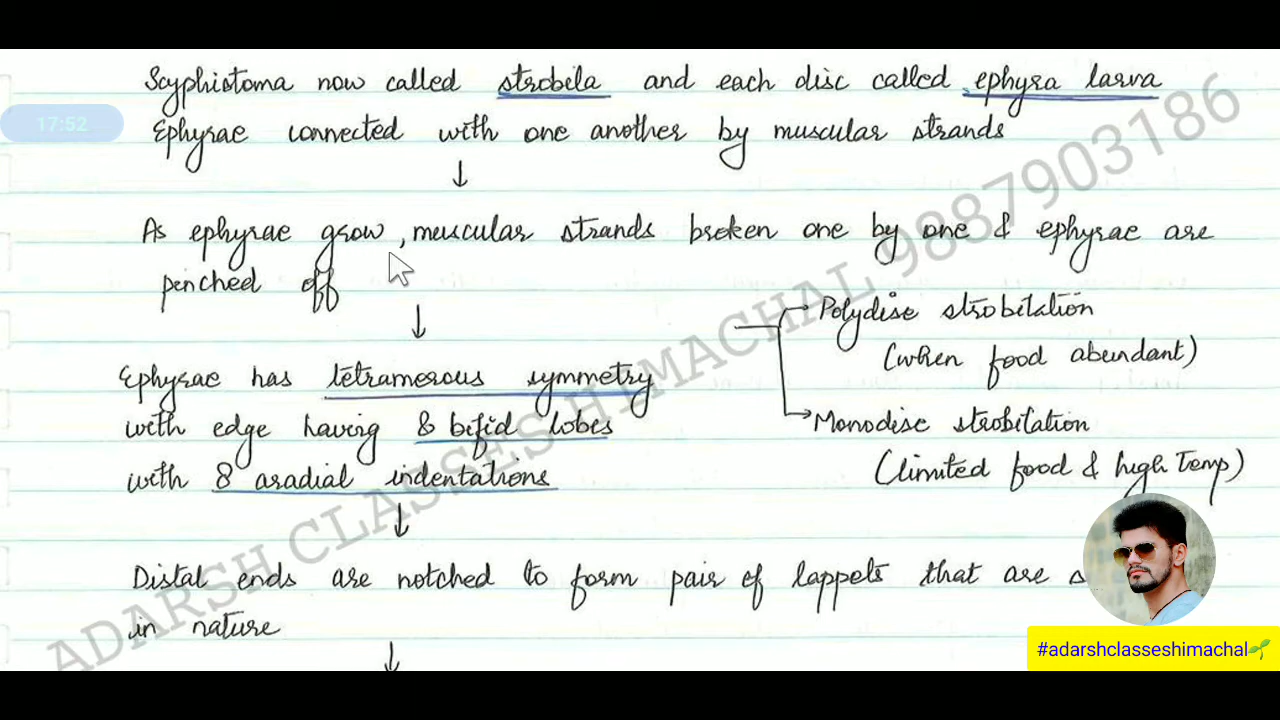 Scyphistoma now called strobila and each disc called ephyra larva
17:52
Ephyrae connected with one another by muscular strands
↓
As ephyrae grow, muscular strands broken one by one & ephyrae are
penched off
↓
Polydisc strobilation
(when food abundant)
Ephyrae has tetramerous symmetry
with edge having 8 bifid lobes
Monodisc strobilation
with 8 aradial indentations
(limited food & high Temp)
↓
Distal ends are notched to form pair of lappets that are
in nature
↓
ADARSH CLASSES HIMACHAL 9887903186
#adarshclasseshimachal